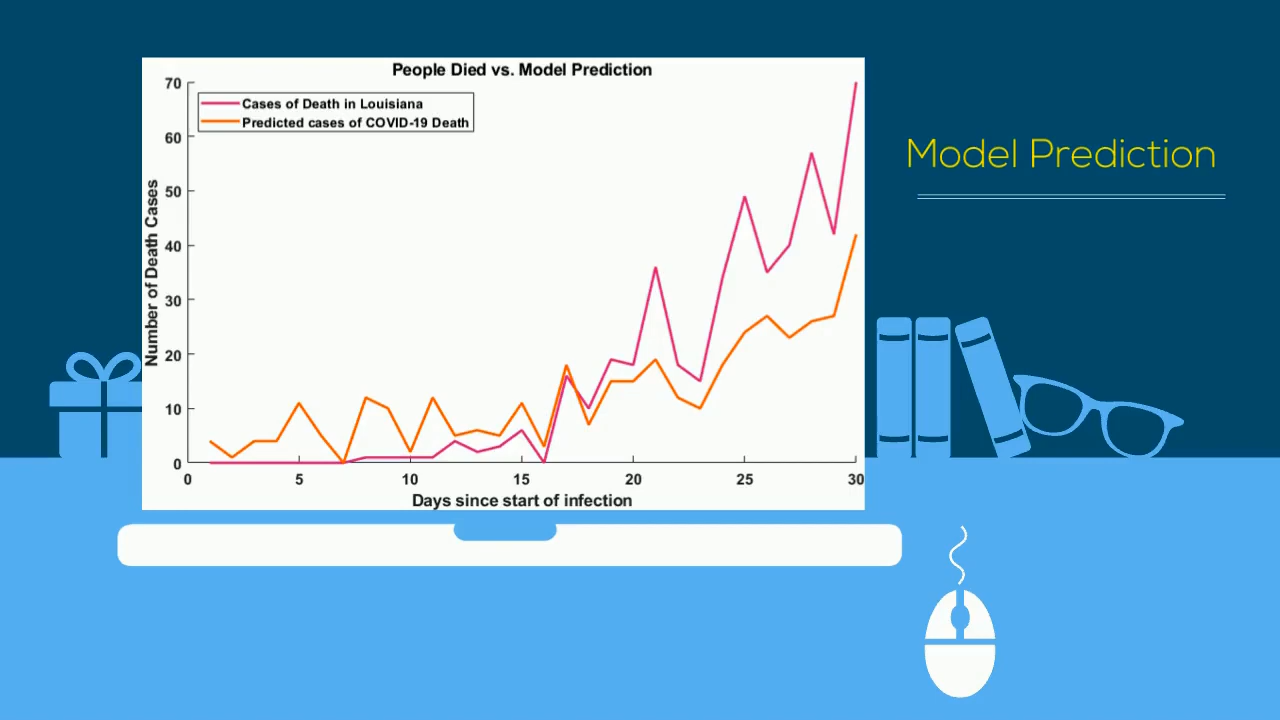 People Died vs. Model Prediction
Cases of Death in Louisiana
Predicted cases of COVID-19 Death
Model Prediction
Number of Death Cases
70
60
50
40
30
20
10
0
0 5 10 15 20 25 30
Days since start of infection